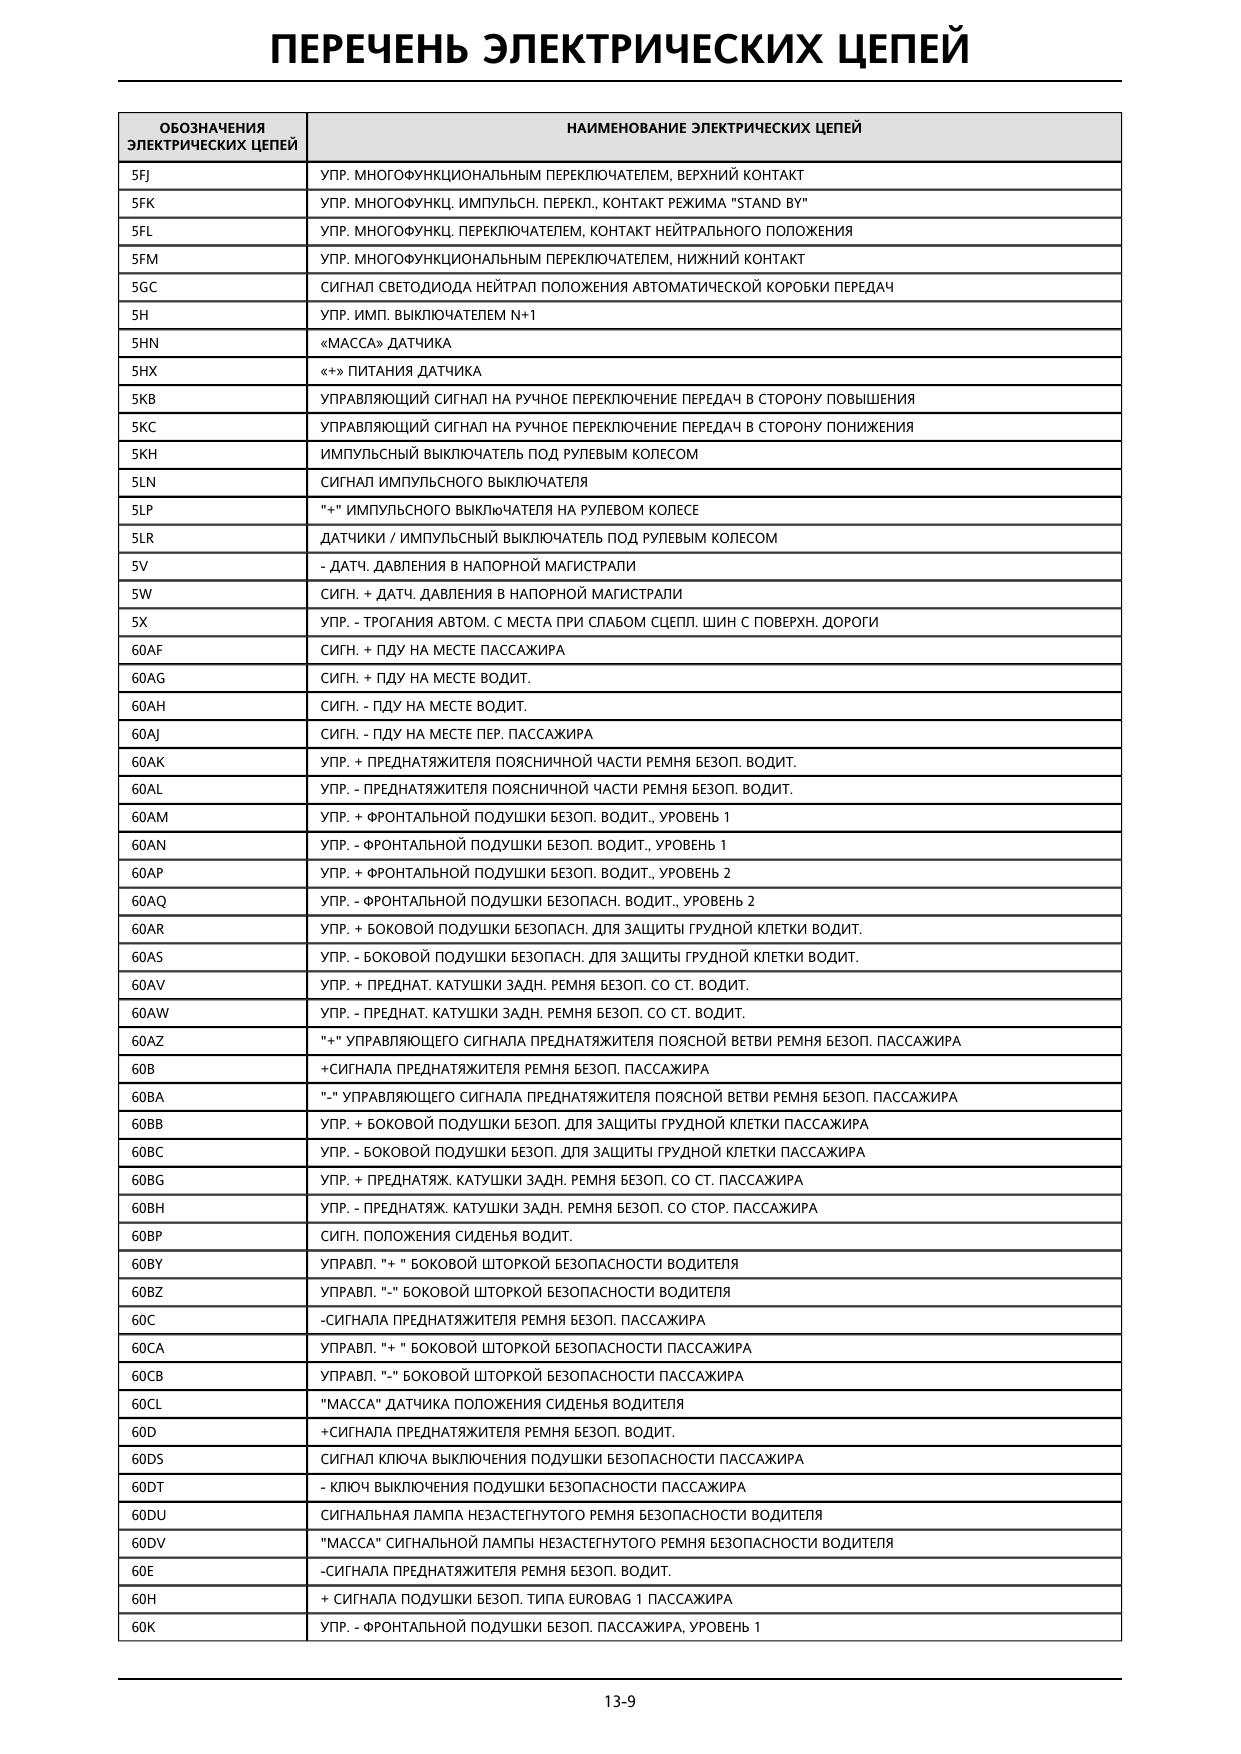 ПЕРЕЧЕНЬ ЭЛЕКТРИЧЕСКИХ ЦЕПЕЙ
ОБОЗНАЧЕНИЯ
ЭЛЕКТРИЧЕСКИХ ЦЕПЕЙ
НАИМЕНОВАНИЕ ЭЛЕКТРИЧЕСКИХ ЦЕПЕЙ
5FJ УПР. МНОГОФУНКЦИОНАЛЬНЫМ ПЕРЕКЛЮЧАТЕЛЕМ, ВЕРХНИЙ КОНТАКТ
5FK УПР. МНОГОФУНКЦ. ИМПУЛЬСН. ПЕРЕКЛ., КОНТАКТ РЕЖИМА "STAND BY"
5FL УПР. МНОГОФУНКЦ. ПЕРЕКЛЮЧАТЕЛЕМ, КОНТАКТ НЕЙТРАЛЬНОГО ПОЛОЖЕНИЯ
5FM УПР. МНОГОФУНКЦИОНАЛЬНЫМ ПЕРЕКЛЮЧАТЕЛЕМ, НИЖНИЙ КОНТАКТ
5GC СИГНАЛ СВЕТОДИОДА НЕЙТРАЛ ПОЛОЖЕНИЯ АВТОМАТИЧЕСКОЙ КОРОБКИ ПЕРЕДАЧ
5H УПР. ИМП. ВЫКЛЮЧАТЕЛЕМ N+1
5HN «МАССА» ДАТЧИКА
5HX «+» ПИТАНИЯ ДАТЧИКА
5KB УПРАВЛЯЮЩИЙ СИГНАЛ НА РУЧНОЕ ПЕРЕКЛЮЧЕНИЕ ПЕРЕДАЧ В СТОРОНУ ПОВЫШЕНИЯ
5KC УПРАВЛЯЮЩИЙ СИГНАЛ НА РУЧНОЕ ПЕРЕКЛЮЧЕНИЕ ПЕРЕДАЧ В СТОРОНУ ПОНИЖЕНИЯ
5KH ИМПУЛЬСНЫЙ ВЫКЛЮЧАТЕЛЬ ПОД РУЛЕВЫМ КОЛЕСОМ
5LN СИГНАЛ ИМПУЛЬСНОГО ВЫКЛЮЧАТЕЛЯ
5LP "+" ИМПУЛЬСНОГО ВЫКЛюЧАТЕЛЯ НА РУЛЕВОМ КОЛЕСЕ
5LR ДАТЧИКИ / ИМПУЛЬСНЫЙ ВЫКЛЮЧАТЕЛЬ ПОД РУЛЕВЫМ КОЛЕСОМ
5V - ДАТЧ. ДАВЛЕНИЯ В НАПОРНОЙ МАГИСТРАЛИ
5W СИГН. + ДАТЧ. ДАВЛЕНИЯ В НАПОРНОЙ МАГИСТРАЛИ
5X УПР. - ТРОГАНИЯ АВТОМ. С МЕСТА ПРИ СЛАБОМ СЦЕПЛ. ШИН С ПОВЕРХН. ДОРОГИ
60AF СИГН. + ПДУ НА МЕСТЕ ПАССАЖИРА
60AG СИГН. + ПДУ НА МЕСТЕ ВОДИТ.
60AH СИГН. - ПДУ НА МЕСТЕ ВОДИТ.
60AJ СИГН. - ПДУ НА МЕСТЕ ПЕР. ПАССАЖИРА
60AK УПР. + ПРЕДНАТЯЖИТЕЛЯ ПОЯСНИЧНОЙ ЧАСТИ РЕМНЯ БЕЗОП. ВОДИТ.
60AL УПР. - ПРЕДНАТЯЖИТЕЛЯ ПОЯСНИЧНОЙ ЧАСТИ РЕМНЯ БЕЗОП. ВОДИТ.
60AM УПР. + ФРОНТАЛЬНОЙ ПОДУШКИ БЕЗОП. ВОДИТ., УРОВЕНЬ 1
60AN УПР. - ФРОНТАЛЬНОЙ ПОДУШКИ БЕЗОП. ВОДИТ., УРОВЕНЬ 1
60AP УПР. + ФРОНТАЛЬНОЙ ПОДУШКИ БЕЗОП. ВОДИТ., УРОВЕНЬ 2
60AQ УПР. - ФРОНТАЛЬНОЙ ПОДУШКИ БЕЗОПАСН. ВОДИТ., УРОВЕНЬ 2
60AR УПР. + БОКОВОЙ ПОДУШКИ БЕЗОПАСН. ДЛЯ ЗАЩИТЫ ГРУДНОЙ КЛЕТКИ ВОДИТ.
60AS УПР. - БОКОВОЙ ПОДУШКИ БЕЗОПАСН. ДЛЯ ЗАЩИТЫ ГРУДНОЙ КЛЕТКИ ВОДИТ.
60AV УПР. + ПРЕДНАТ. КАТУШКИ ЗАДН. РЕМНЯ БЕЗОП. СО СТ. ВОДИТ.
60AW УПР. - ПРЕДНАТ. КАТУШКИ ЗАДН. РЕМНЯ БЕЗОП. СО СТ. ВОДИТ.
60AZ "+" УПРАВЛЯЮЩЕГО СИГНАЛА ПРЕДНАТЯЖИТЕЛЯ ПОЯСНОЙ ВЕТВИ РЕМНЯ БЕЗОП. ПАССАЖИРА
60B +СИГНАЛА ПРЕДНАТЯЖИТЕЛЯ РЕМНЯ БЕЗОП. ПАССАЖИРА
60BA "-" УПРАВЛЯЮЩЕГО СИГНАЛА ПРЕДНАТЯЖИТЕЛЯ ПОЯСНОЙ ВЕТВИ РЕМНЯ БЕЗОП. ПАССАЖИРА
60BB УПР. + БОКОВОЙ ПОДУШКИ БЕЗОП. ДЛЯ ЗАЩИТЫ ГРУДНОЙ КЛЕТКИ ПАССАЖИРА
60BC УПР. - БОКОВОЙ ПОДУШКИ БЕЗОП. ДЛЯ ЗАЩИТЫ ГРУДНОЙ КЛЕТКИ ПАССАЖИРА
60BG УПР. + ПРЕДНАТЯЖ. КАТУШКИ ЗАДН. РЕМНЯ БЕЗОП. СО СТ. ПАССАЖИРА
60BH УПР. - ПРЕДНАТЯЖ. КАТУШКИ ЗАДН. РЕМНЯ БЕЗОП. СО СТОР. ПАССАЖИРА
60BP СИГН. ПОЛОЖЕНИЯ СИДЕНЬЯ ВОДИТ.
60BY УПРАВЛ. "+ " БОКОВОЙ ШТОРКОЙ БЕЗОПАСНОСТИ ВОДИТЕЛЯ
60BZ УПРАВЛ. "-" БОКОВОЙ ШТОРКОЙ БЕЗОПАСНОСТИ ВОДИТЕЛЯ
60C -СИГНАЛА ПРЕДНАТЯЖИТЕЛЯ РЕМНЯ БЕЗОП. ПАССАЖИРА
60CA УПРАВЛ. "+ " БОКОВОЙ ШТОРКОЙ БЕЗОПАСНОСТИ ПАССАЖИРА
60CB УПРАВЛ. "-" БОКОВОЙ ШТОРКОЙ БЕЗОПАСНОСТИ ПАССАЖИРА
60CL "МАССА" ДАТЧИКА ПОЛОЖЕНИЯ СИДЕНЬЯ ВОДИТЕЛЯ
60D +СИГНАЛА ПРЕДНАТЯЖИТЕЛЯ РЕМНЯ БЕЗОП. ВОДИТ.
60DS СИГНАЛ КЛЮЧА ВЫКЛЮЧЕНИЯ ПОДУШКИ БЕЗОПАСНОСТИ ПАССАЖИРА
60DT - КЛЮЧ ВЫКЛЮЧЕНИЯ ПОДУШКИ БЕЗОПАСНОСТИ ПАССАЖИРА
60DU СИГНАЛЬНАЯ ЛАМПА НЕЗАСТЕГНУТОГО РЕМНЯ БЕЗОПАСНОСТИ ВОДИТЕЛЯ
60DV "МАССА" СИГНАЛЬНОЙ ЛАМПЫ НЕЗАСТЕГНУТОГО РЕМНЯ БЕЗОПАСНОСТИ ВОДИТЕЛЯ
60E -СИГНАЛА ПРЕДНАТЯЖИТЕЛЯ РЕМНЯ БЕЗОП. ВОДИТ.
60H + СИГНАЛА ПОДУШКИ БЕЗОП. ТИПА EUROBAG 1 ПАССАЖИРА
60K УПР. - ФРОНТАЛЬНОЙ ПОДУШКИ БЕЗОП. ПАССАЖИРА, УРОВЕНЬ 1
13-9